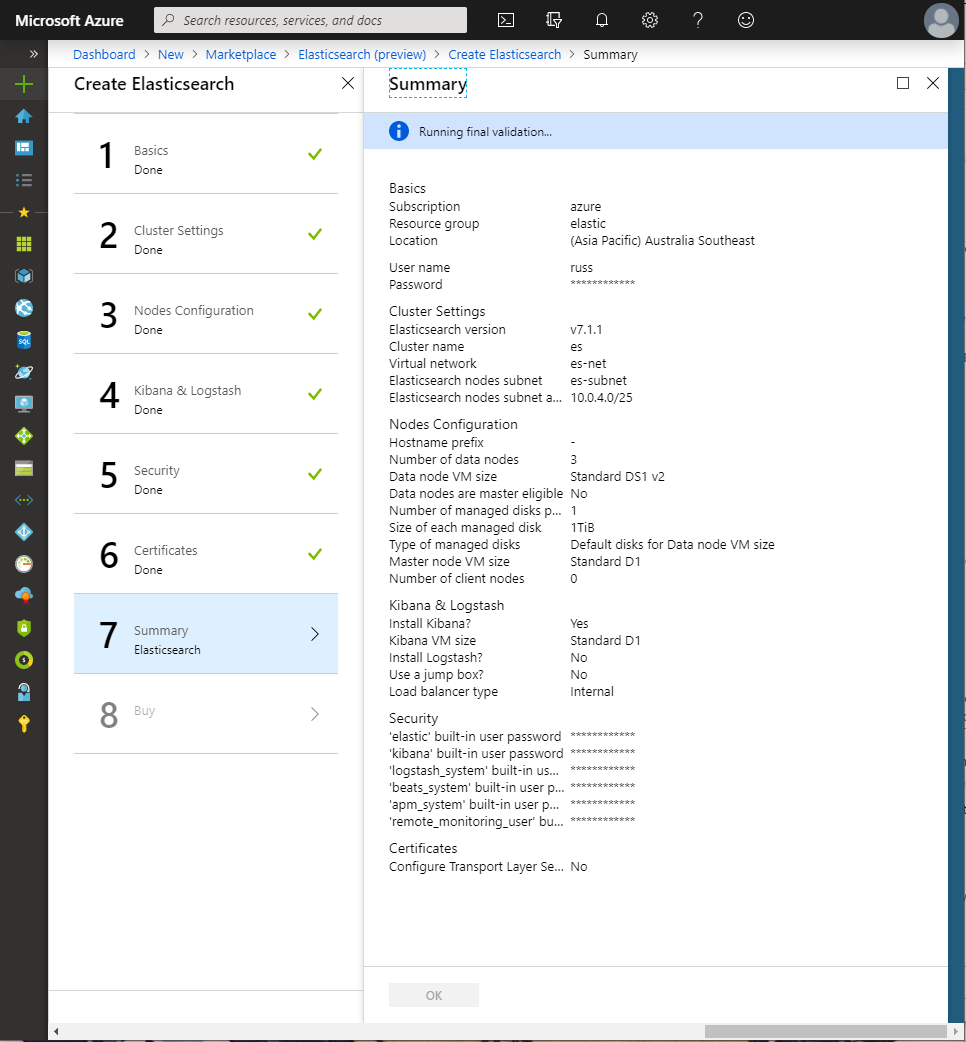 Microsoft Azure
Search resources, services, and docs
Dashboard > New > Marketplace > Elasticsearch (preview) > Create Elasticsearch > Summary
Create Elasticsearch
1 Basics
Done
2 Cluster Settings
Done
3 Nodes Configuration
Done
4 Kibana & Logstash
Done
5 Security
Done
6 Certificates
Done
7 Summary
Elasticsearch
8 Buy
Summary
Running final validation...
Basics
Subscription azure
Resource group elastic
Location (Asia Pacific) Australia Southeast
User name russ
Password ************
Cluster Settings
Elasticsearch version v7.1.1
Cluster name es
Virtual network es-net
Elasticsearch nodes subnet es-subnet
Elasticsearch nodes subnet a... 10.0.4.0/25
Nodes Configuration
Hostname prefix -
Number of data nodes 3
Data node VM size Standard DS1 v2
Data nodes are master eligible No
Number of managed disks p... 1
Size of each managed disk 1TiB
Type of managed disks Default disks for Data node VM size
Master node VM size Standard D1
Number of client nodes 0
Kibana & Logstash
Install Kibana? Yes
Kibana VM size Standard D1
Install Logstash? No
Use a jump box? No
Load balancer type Internal
Security
'elastic' built-in user password ************
'kibana' built-in user password ************
'logstash_system' built-in us... ************
'beats_system' built-in user p... ************
'apm_system' built-in user p... ************
'remote_monitoring_user' bu... ************
Certificates
Configure Transport Layer Se... No
OK